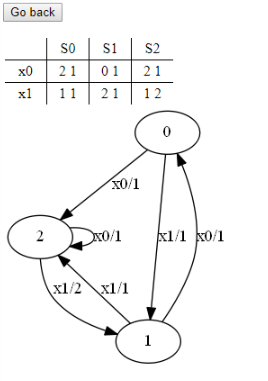 Go back
S0 S1 S2
x0 2 1 0 1 2 1
x1 1 1 2 1 1 2
0
x0/1
2 x0/1 x1/1 x0/1
x1/2 x1/1
1